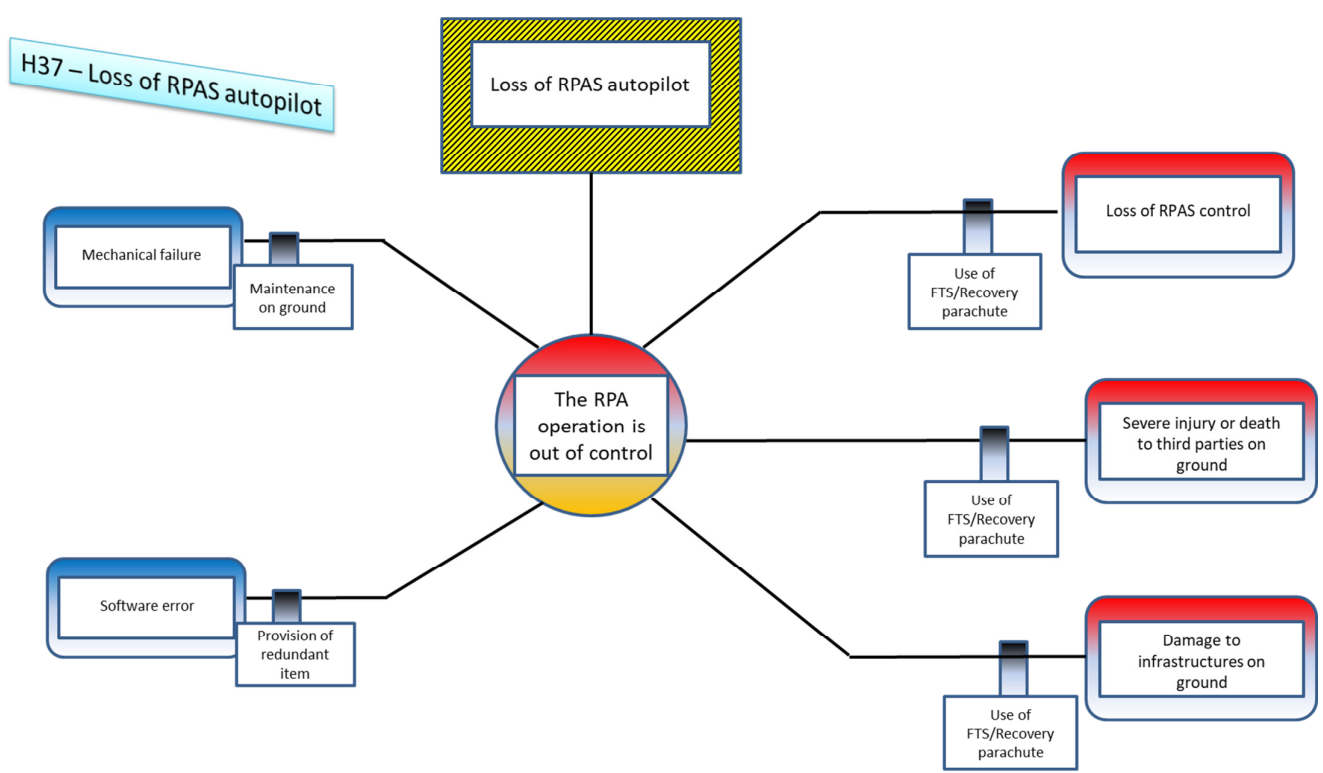 H37 – Loss of RPAS autopilot
Loss of RPAS autopilot
Mechanical failure
Maintenance
on ground
Software error
Provision of
redundant
item
The RPA
operation is
out of control
Use of
FTS/Recovery
parachute
Loss of RPAS control
Use of
FTS/Recovery
parachute
Severe injury or death
to third parties on
ground
Use of
FTS/Recovery
parachute
Damage to
infrastructures on
ground